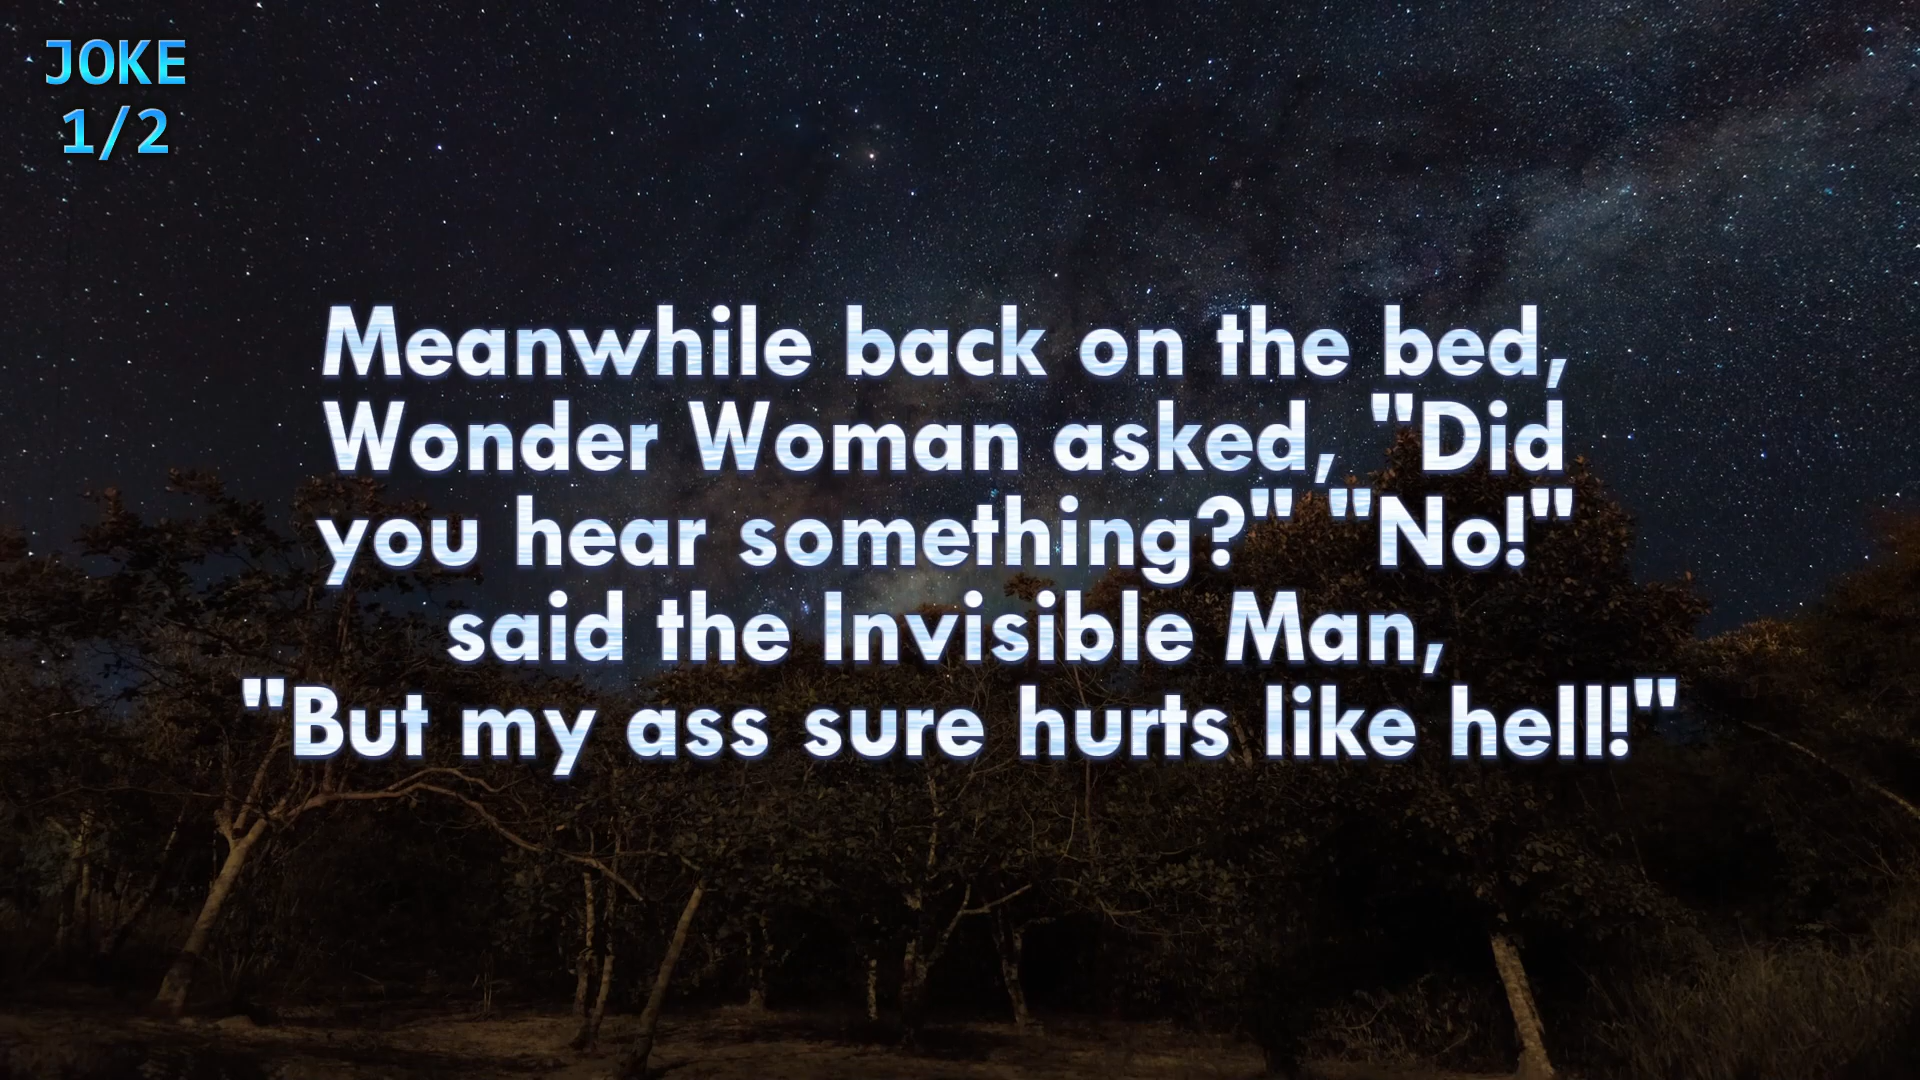 JOKE
1/2
Meanwhile back on the bed,
Wonder Woman asked, "Did
you hear something?" "No!"
said the Invisible Man,
"But my ass sure hurts like hell!"